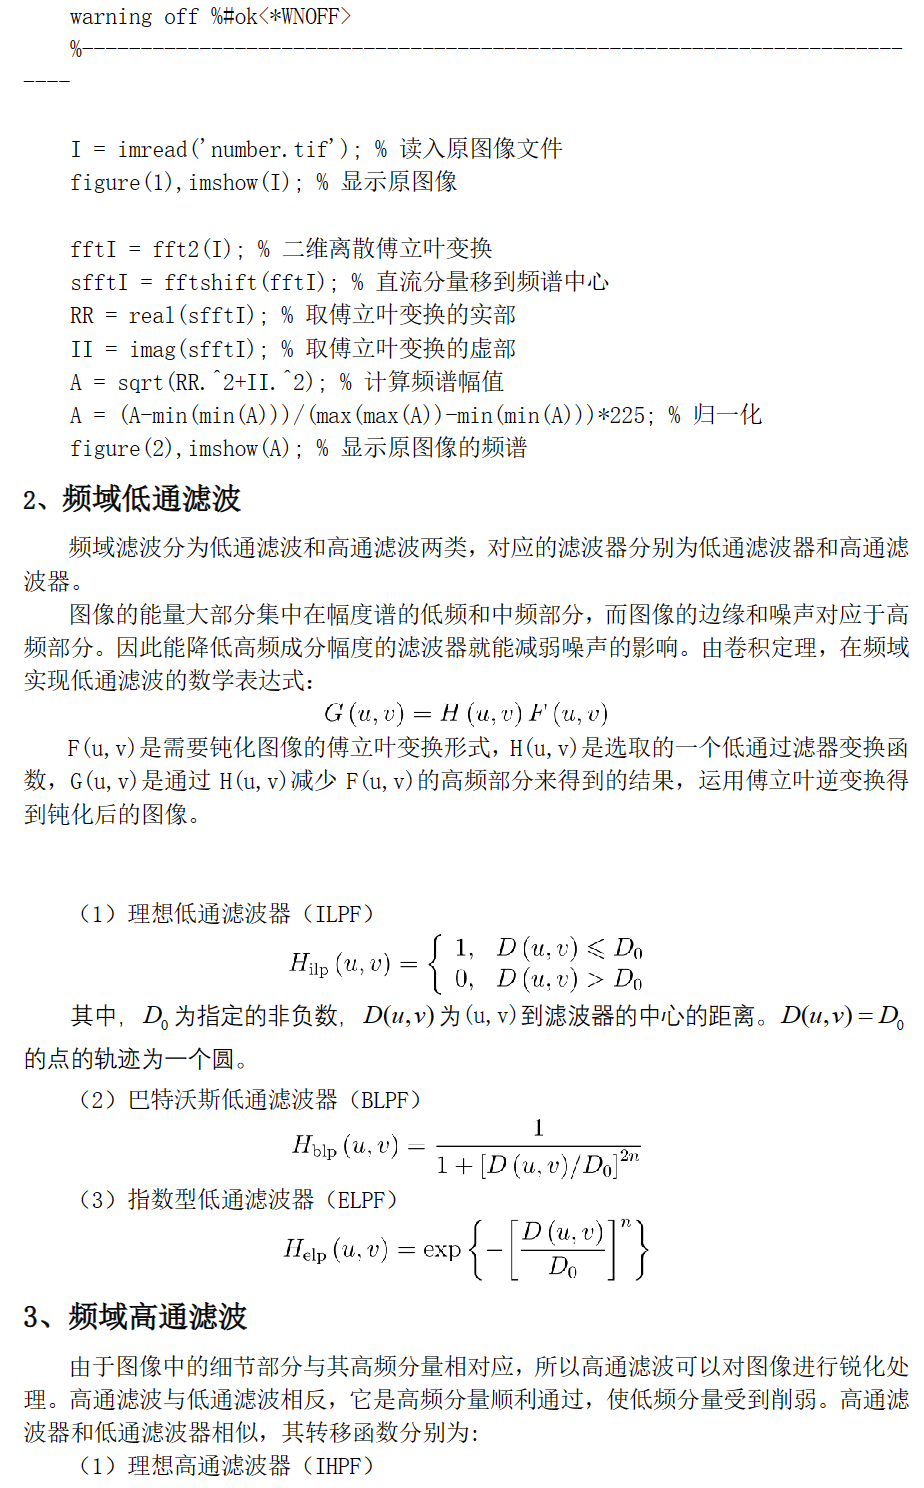 warning off %#ok<*WNOFF>
%----------------------------------------------------------------------
----
I = imread('number.tif'); % 读入原图像文件
figure(1),imshow(I); % 显示原图像
fftI = fft2(I); % 二维离散傅立叶变换
sfftI = fftshift(fftI); % 直流分量移到频谱中心
RR = real(sfftI); % 取傅立叶变换的实部
II = imag(sfftI); % 取傅立叶变换的虚部
A = sqrt(RR.^2+II.^2); % 计算频谱幅值
A = (A-min(min(A)))/(max(max(A))-min(min(A)))*225; % 归一化
figure(2),imshow(A); % 显示原图像的频谱
2、频域低通滤波
频域滤波分为低通滤波和高通滤波两类，对应的滤波器分别为低通滤波器和高通滤
波器。
图像的能量大部分集中在幅度谱的低频和中频部分，而图像的边缘和噪声对应于高
频部分。因此能降低高频成分幅度的滤波器就能减弱噪声的影响。由卷积定理，在频域
实现低通滤波的数学表达式：
G (u, v) = H (u, v) F (u, v)
F(u,v)是需要钝化图像的傅立叶变换形式，H(u,v)是选取的一个低通过滤器变换函
数，G(u,v)是通过 H(u,v)减少 F(u,v)的高频部分来得到的结果，运用傅立叶逆变换得
到钝化后的图像。
（1）理想低通滤波器（ILPF）
H_ilp (u, v) = { 1, D (u, v) ⩽ D_0
0, D (u, v) > D_0
其中，D_0 为指定的非负数，D(u,v) 为(u,v)到滤波器的中心的距离。D(u,v) = D_0
的点的轨迹为一个圆。
（2）巴特沃斯低通滤波器（BLPF）
H_blp (u, v) = 1 / (1 + [D (u, v)/D_0]^{2n})
（3）指数型低通滤波器（ELPF）
H_elp (u, v) = exp {−[D (u, v) / D_0]^n}
3、频域高通滤波
由于图像中的细节部分与其高频分量相对应，所以高通滤波可以对图像进行锐化处
理。高通滤波与低通滤波相反，它是高频分量顺利通过，使低频分量受到削弱。高通滤
波器和低通滤波器相似，其转移函数分别为:
（1）理想高通滤波器（IHPF）